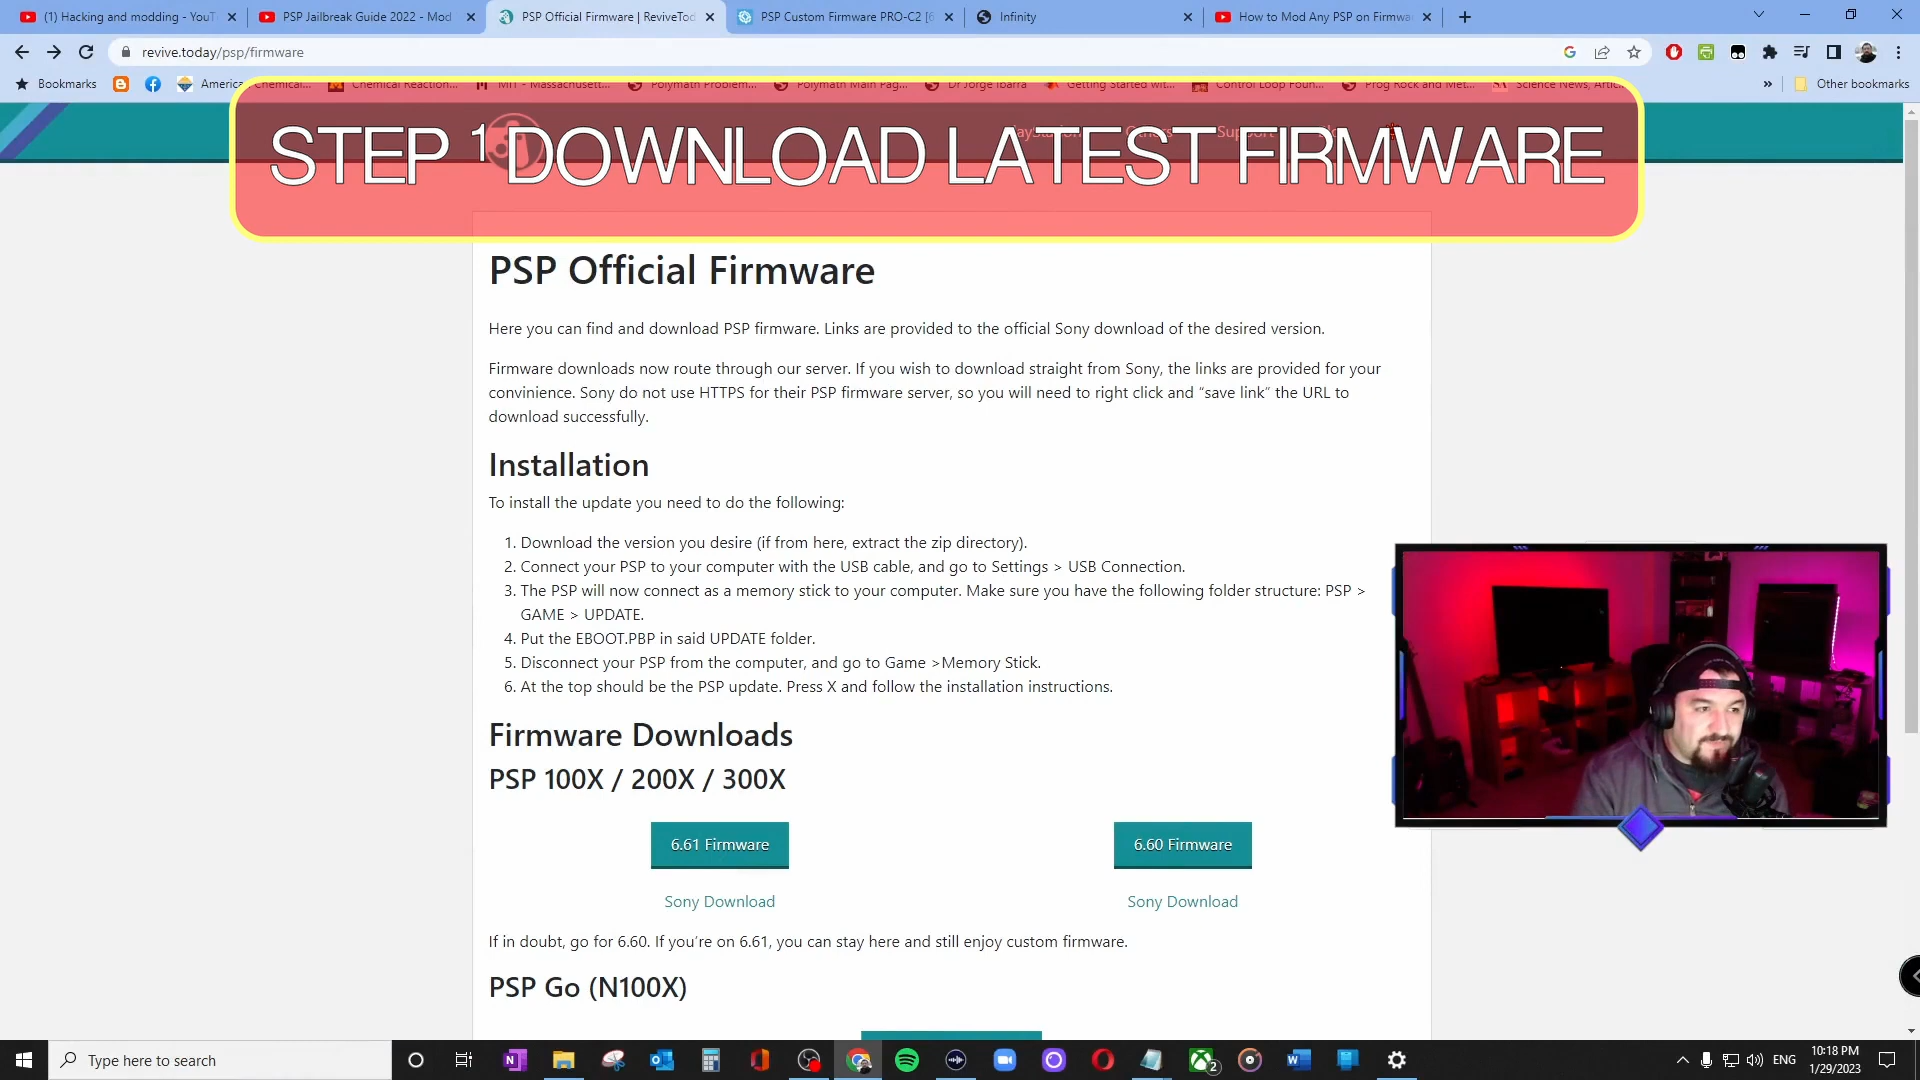 (1) Hacking and modding - YouT
PSP Jailbreak Guide 2022 - Mod
PSP Official Firmware | ReviveTod
PSP Custom Firmware PRO-C2 [6
Infinity
How to Mod Any PSP on Firmwa
revive.today/psp/firmware
Bookmarks
Other bookmarks
STEP 1 DOWNLOAD LATEST FIRMWARE
PSP Official Firmware
Here you can find and download PSP firmware. Links are provided to the official Sony download of the desired version.
Firmware downloads now route through our server. If you wish to download straight from Sony, the links are provided for your
convinience. Sony do not use HTTPS for their PSP firmware server, so you will need to right click and “save link” the URL to
download successfully.
Installation
To install the update you need to do the following:
1. Download the version you desire (if from here, extract the zip directory).
2. Connect your PSP to your computer with the USB cable, and go to Settings > USB Connection.
3. The PSP will now connect as a memory stick to your computer. Make sure you have the following folder structure: PSP >
GAME > UPDATE.
4. Put the EBOOT.PBP in said UPDATE folder.
5. Disconnect your PSP from the computer, and go to Game >Memory Stick.
6. At the top should be the PSP update. Press X and follow the installation instructions.
Firmware Downloads
PSP 100X / 200X / 300X
6.61 Firmware
6.60 Firmware
Sony Download
Sony Download
If in doubt, go for 6.60. If you’re on 6.61, you can stay here and still enjoy custom firmware.
PSP Go (N100X)
Type here to search
2
ENG
10:18 PM
1/29/2023